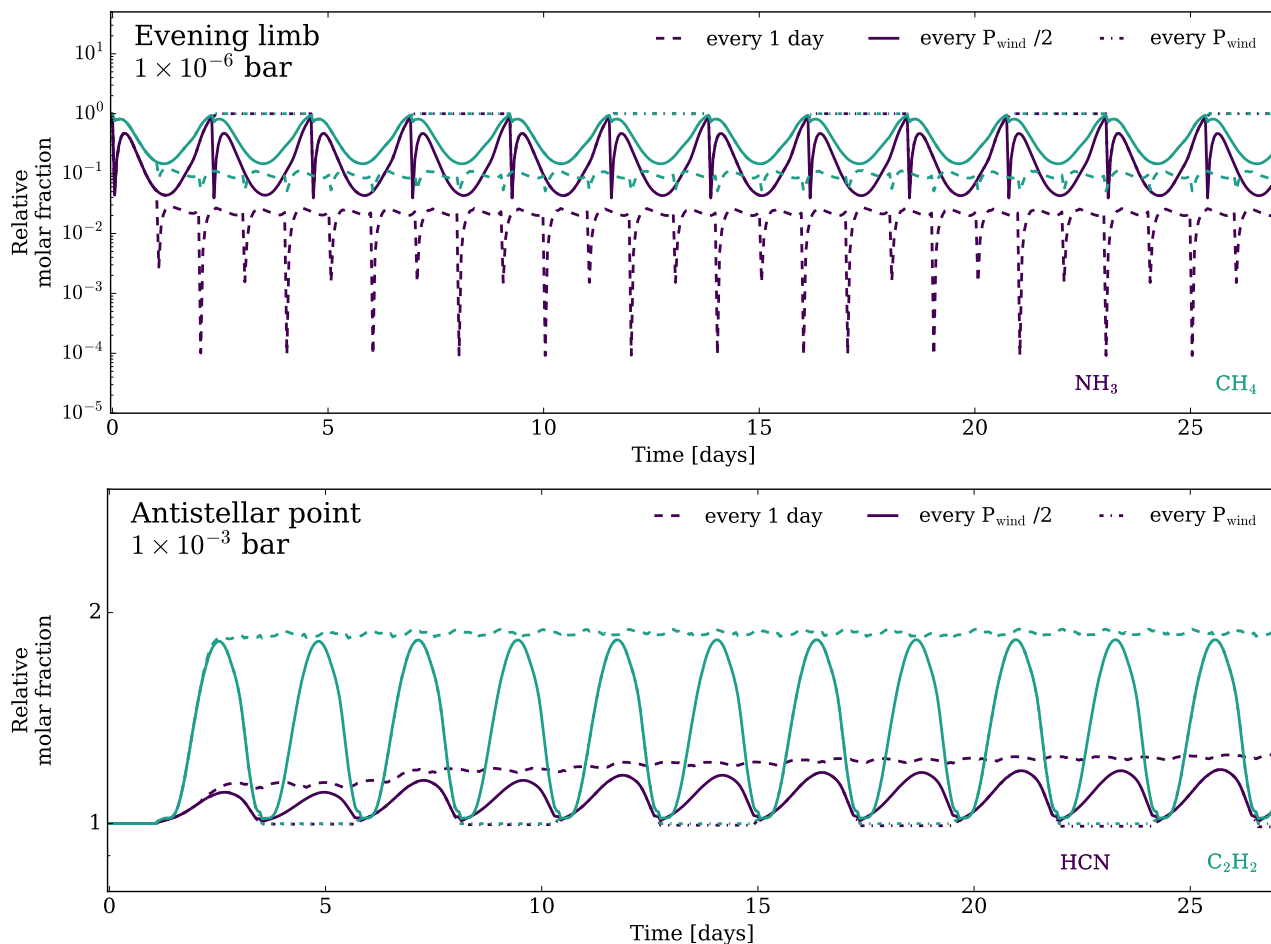 Evening limb
1 × 10⁻⁶ bar
every 1 day
every P_wind /2
every P_wind
10¹
10⁰
10⁻¹
10⁻²
10⁻³
10⁻⁴
10⁻⁵
Relative
molar fraction
NH₃
CH₄
0 5 10 15 20 25
Time [days]
Antistellar point
1 × 10⁻³ bar
every 1 day
every P_wind /2
every P_wind
2
1
Relative
molar fraction
HCN
C₂H₂
0 5 10 15 20 25
Time [days]